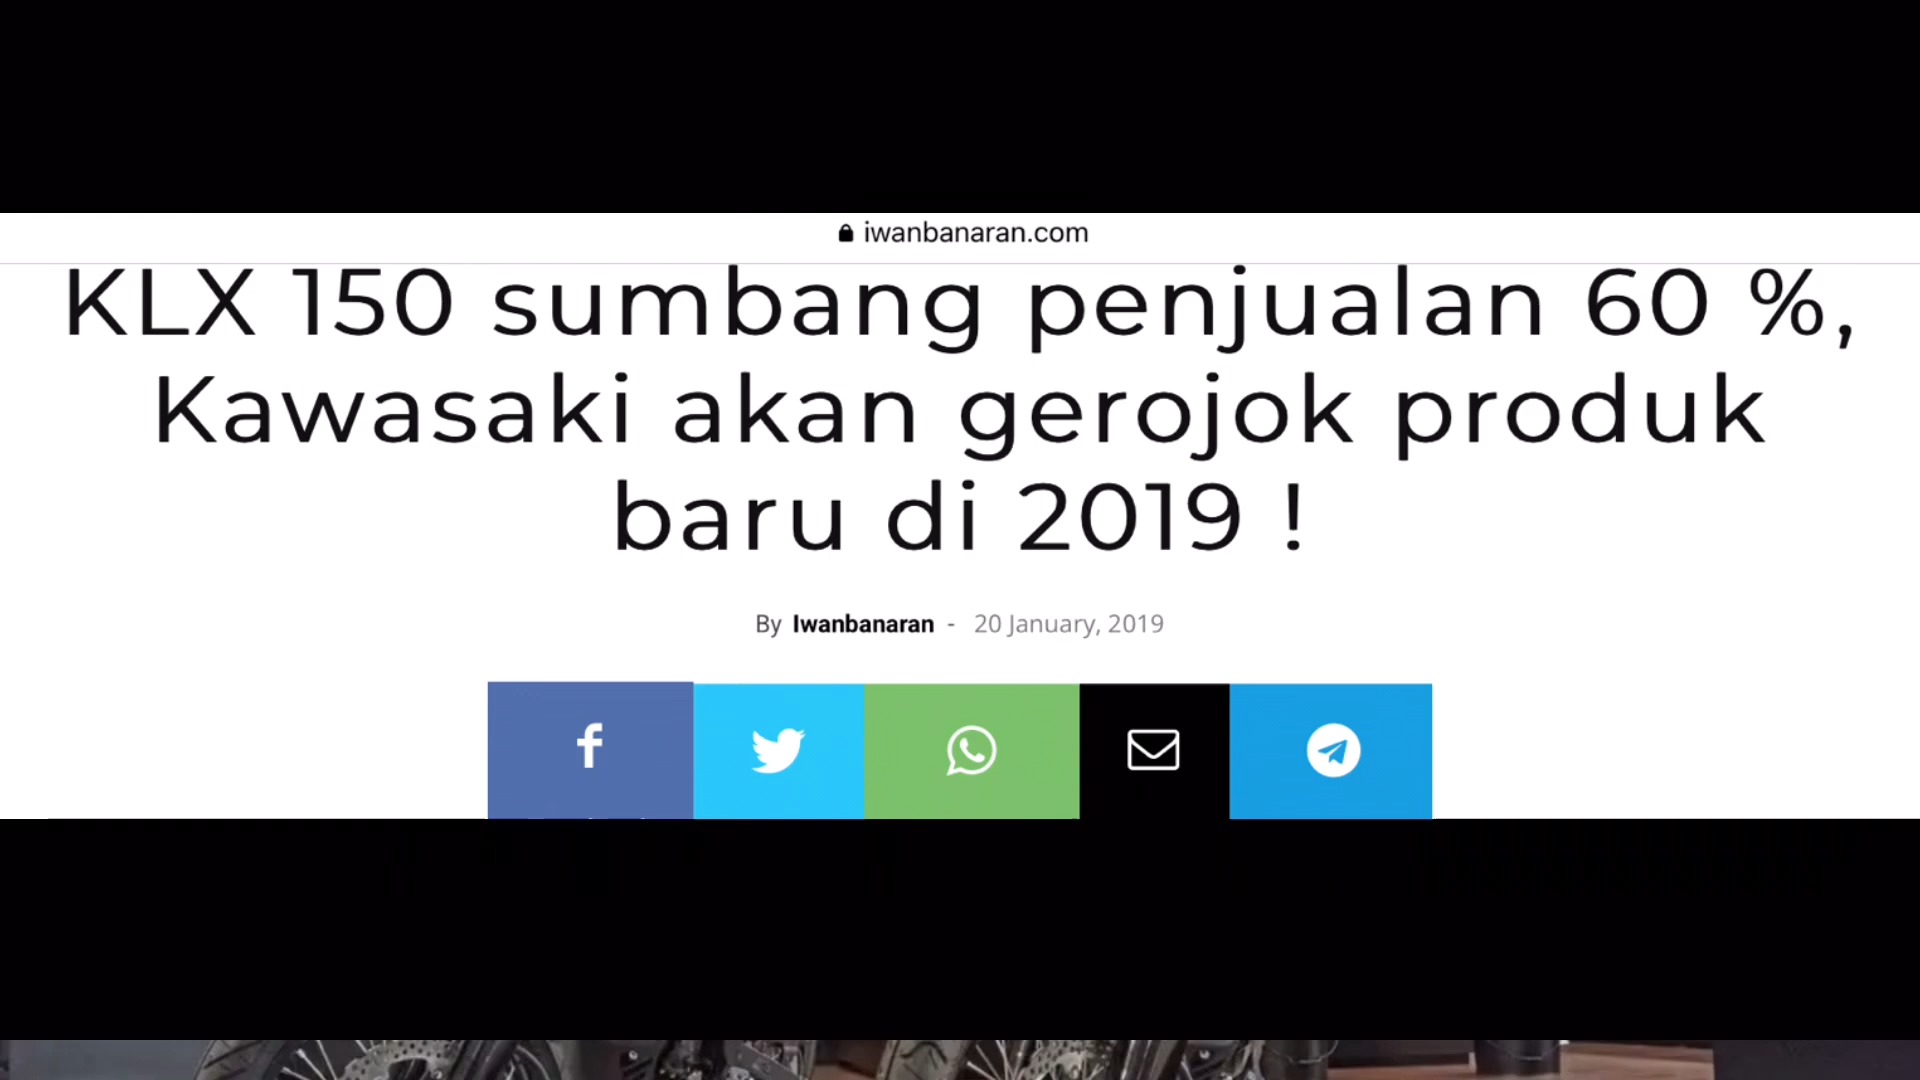 iwanbanaran.com
KLX 150 sumbang penjualan 60 %,
Kawasaki akan gerojok produk
baru di 2019 !
By Iwanbanaran - 20 January, 2019